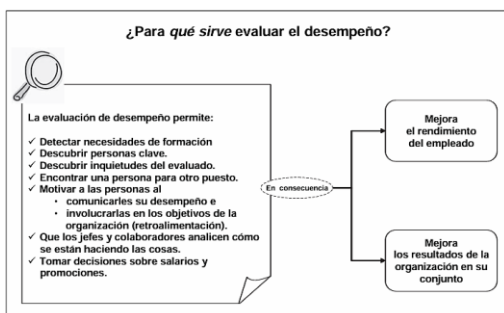 ¿Para qué sirve evaluar el desempeño?
La evaluación de desempeño permite:
✓ Detectar necesidades de formación
✓ Descubrir personas clave.
✓ Descubrir inquietudes del evaluado.
✓ Encontrar una persona para otro puesto.
✓ Motivar a las personas al
• comunicarles su desempeño e
• involucrarlas en los objetivos de la
organización (retroalimentación).
✓ Que los jefes y colaboradores analicen cómo
se están haciendo las cosas.
✓ Tomar decisiones sobre salarios y
promociones.
En consecuencia
Mejora
el rendimiento
del empleado
Mejora
los resultados de la
organización en su
conjunto